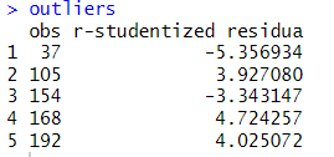 > outliers
obs r-studentized residua
1 37 -5.356934
2 105 3.927080
3 154 -3.343147
4 168 4.724257
5 192 4.025072